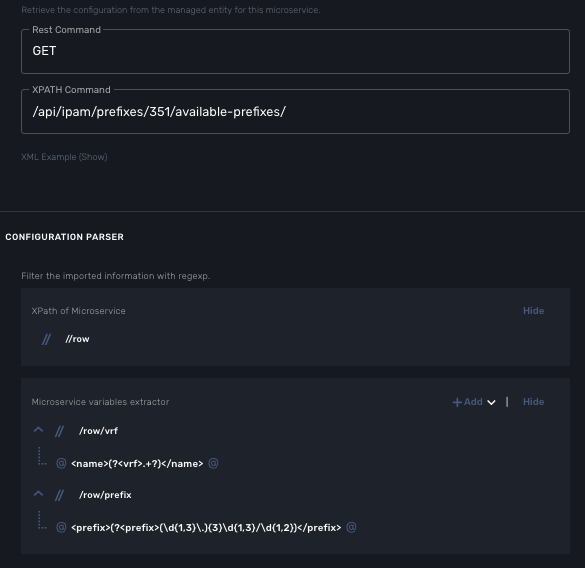 Retrieve the configuration from the managed entity for this microservice.
Rest Command
GET
XPATH Command
/api/ipam/prefixes/351/available-prefixes/
XML Example (Show)
CONFIGURATION PARSER
Filter the imported information with regexp.
XPath of Microservice Hide
// //row
Microservice variables extractor +Add | Hide
// /row/vrf
@ <name>(?<vrf>.+?)</name> @
// /row/prefix
@ <prefix>(?<prefix>(\d{1,3}\.){3}\d{1,3}/\d{1,2})</prefix> @